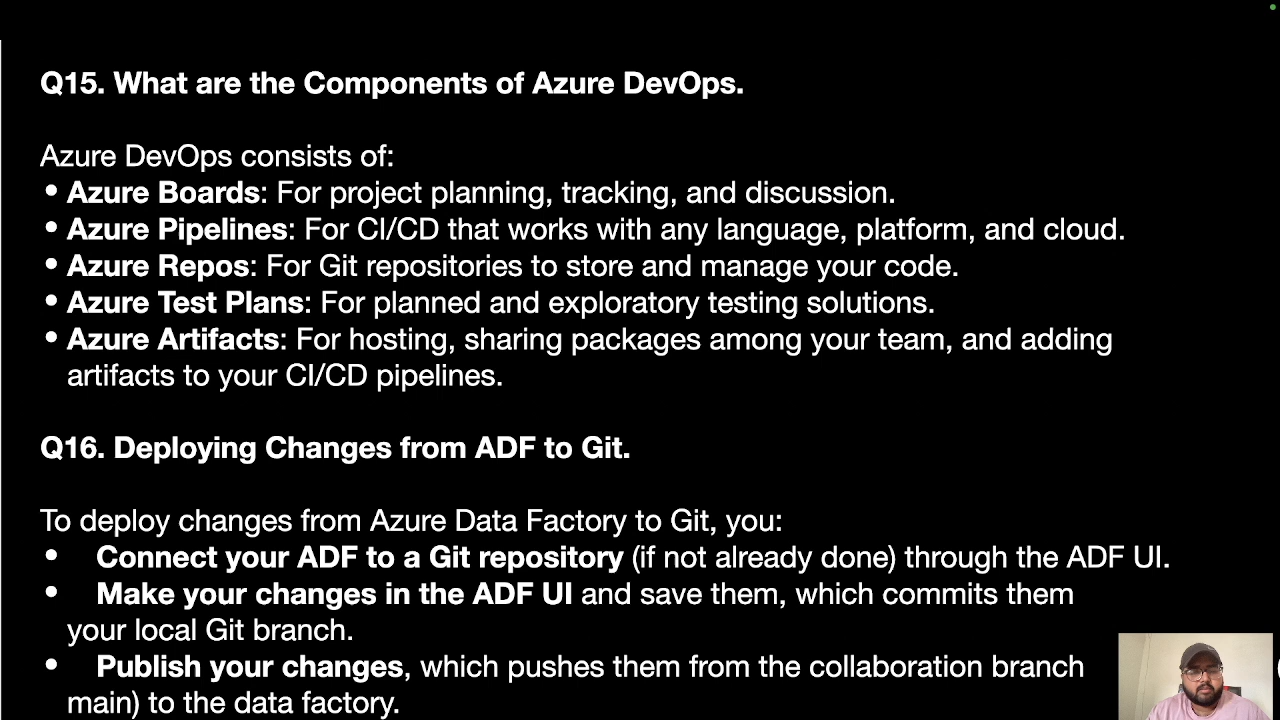 Q15. What are the Components of Azure DevOps.
Azure DevOps consists of:
• Azure Boards: For project planning, tracking, and discussion.
• Azure Pipelines: For CI/CD that works with any language, platform, and cloud.
• Azure Repos: For Git repositories to store and manage your code.
• Azure Test Plans: For planned and exploratory testing solutions.
• Azure Artifacts: For hosting, sharing packages among your team, and adding
artifacts to your CI/CD pipelines.
Q16. Deploying Changes from ADF to Git.
To deploy changes from Azure Data Factory to Git, you:
• Connect your ADF to a Git repository (if not already done) through the ADF UI.
• Make your changes in the ADF UI and save them, which commits them
your local Git branch.
• Publish your changes, which pushes them from the collaboration branch
main) to the data factory.